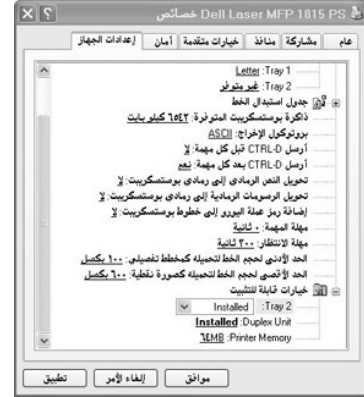 خصائص Dell Laser MFP 1815 PS
عام
مشاركة
منافذ
خيارات متقدمة
أمان
إعدادات الجهاز
Letter :Tray 1
غير متوفر :Tray 2
جدول استبدال الخط
ذاكرة بوستسكريبت المتوفرة: ٦٥٤٢ كيلو بايت
بروتوكول الإخراج: ASCII
أرسل CTRL-D قبل كل مهمة: لا
أرسل CTRL-D بعد كل مهمة: نعم
تحويل النص الرمادي إلى رمادي بوستسكريبت: لا
تحويل الرسومات الرمادية إلى رمادي بوستسكريبت: لا
إضافة رمز عملة اليورو إلى خطوط بوستسكريبت: لا
مهلة المهمة: ٠ ثانية
مهلة الانتظار: ٣٠٠ ثانية
الحد الأدنى لحجم الخط لتحميله كمخطط تفصيلي: ١٠٠ بكسل
الحد الأقصى لحجم الخط لتحميله كصورة نقطية: ٦٠٠ بكسل
خيارات قابلة للتثبيت
Installed :Tray 2
Installed :Duplex Unit
٦٤MB :Printer Memory
موافق
إلغاء الأمر
تطبيق